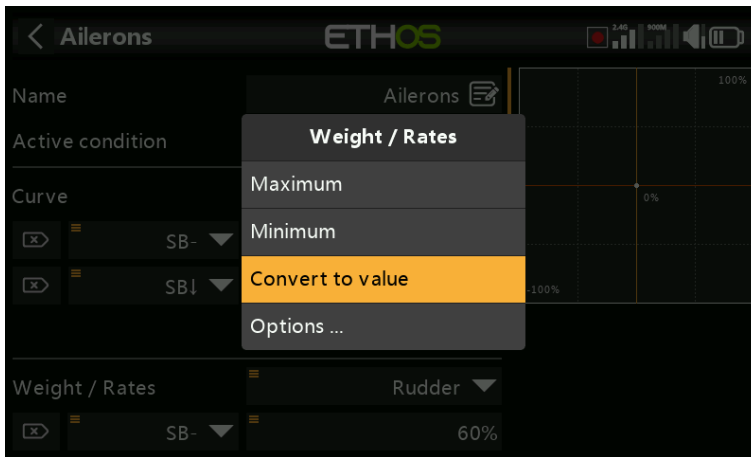 Ailerons
ETHOS
2.4G 900M
Name
Ailerons
100%
Active condition
Weight / Rates
Maximum
Curve
0%
Minimum
SB-
Convert to value
SB↓
-100%
Options ...
Weight / Rates
Rudder
SB-
60%